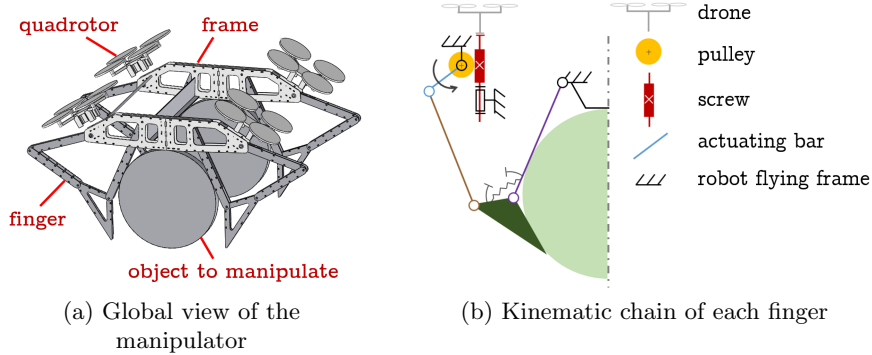 quadrotor
frame
finger
object to manipulate
(a) Global view of the
manipulator
drone
pulley
screw
actuating bar
robot flying frame
(b) Kinematic chain of each finger